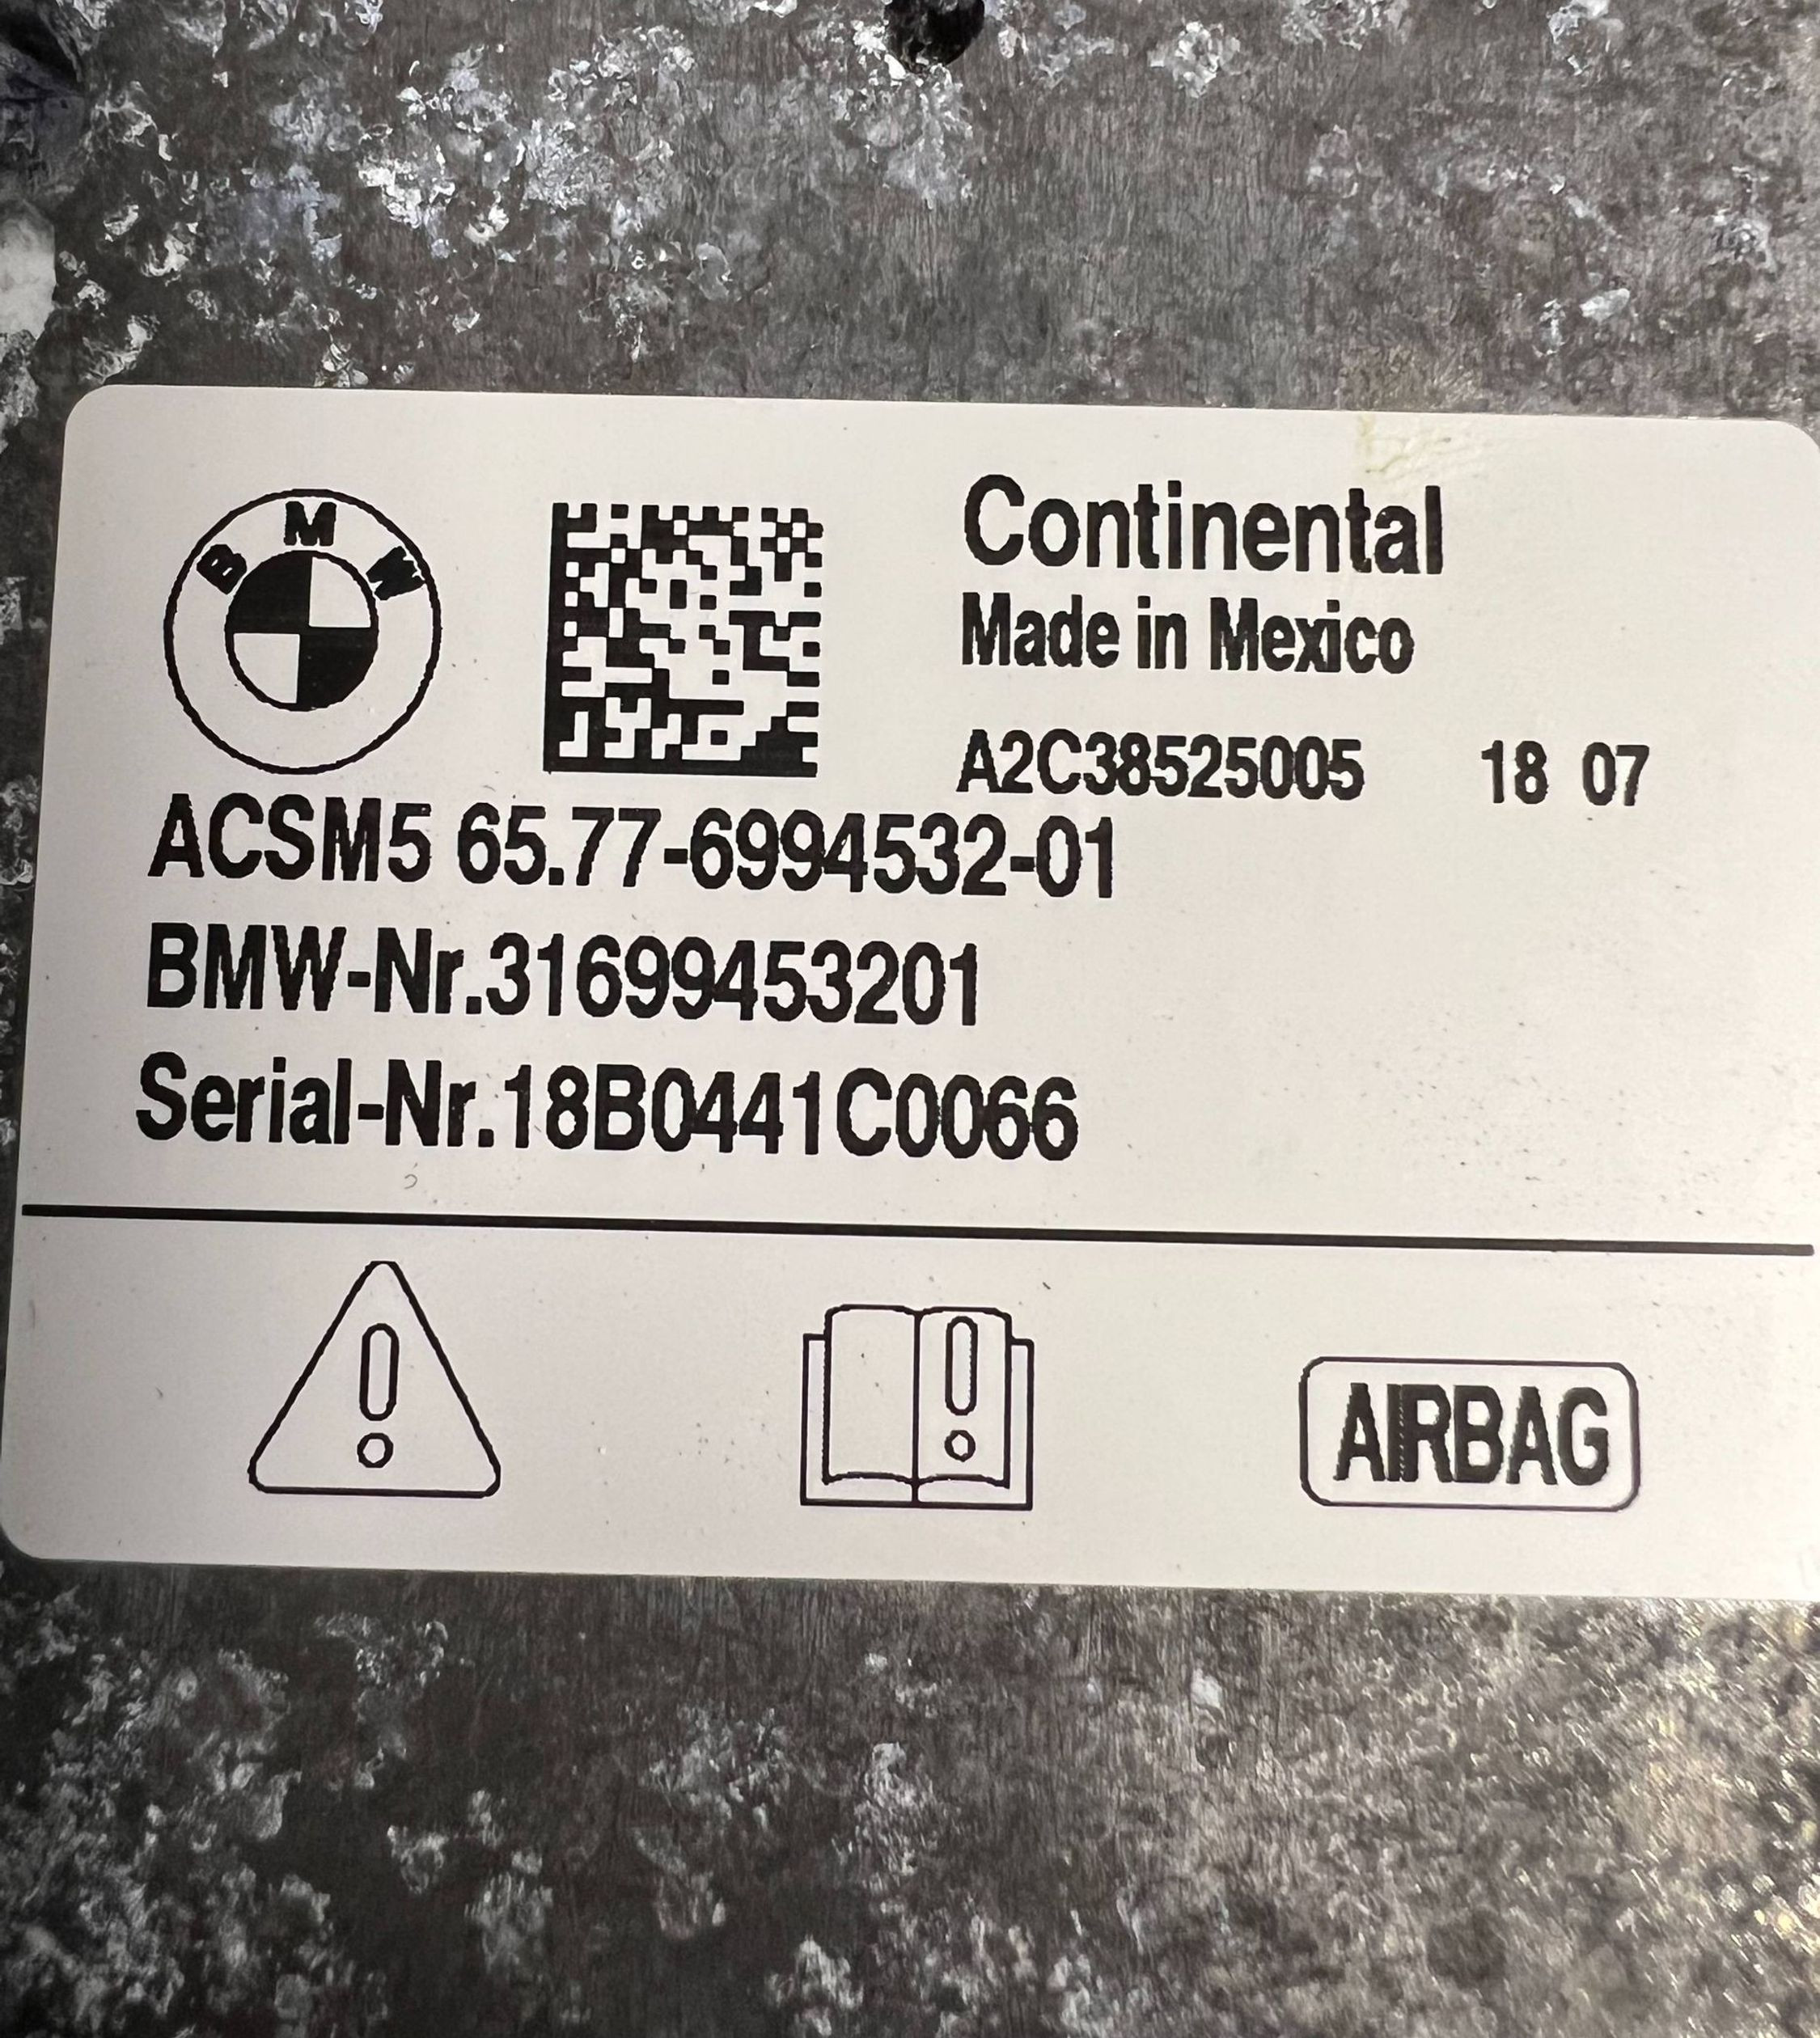 BMW
Continental
Made in Mexico
A2C38525005 18 07
ACSM5 65.77-6994532-01
BMW-Nr.31699453201
Serial-Nr.18B0441C0066
AIRBAG